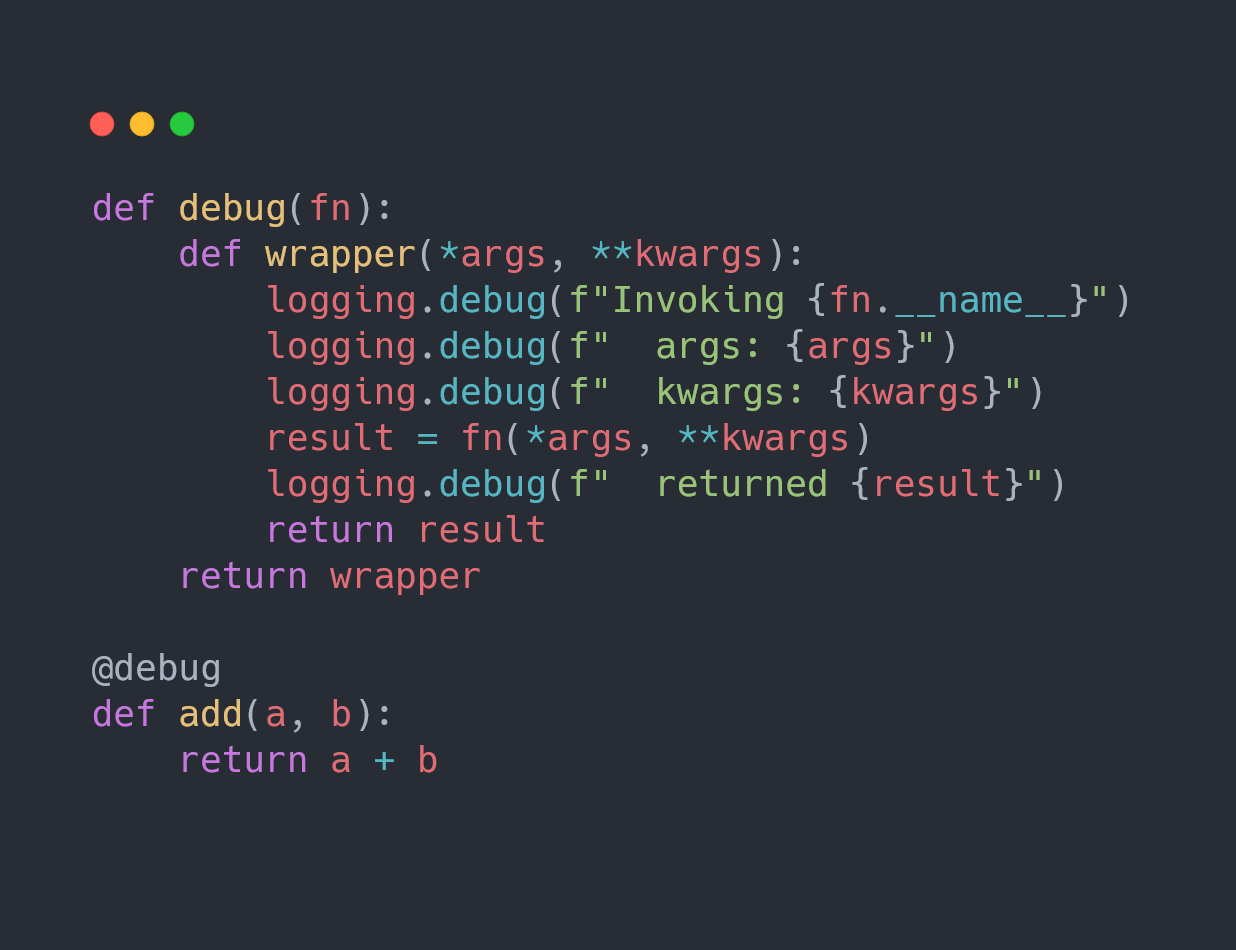 def debug(fn):
    def wrapper(*args, **kwargs):
        logging.debug(f"Invoking {fn.__name__}")
        logging.debug(f"  args: {args}")
        logging.debug(f"  kwargs: {kwargs}")
        result = fn(*args, **kwargs)
        logging.debug(f"  returned {result}")
        return result
    return wrapper

@debug
def add(a, b):
    return a + b